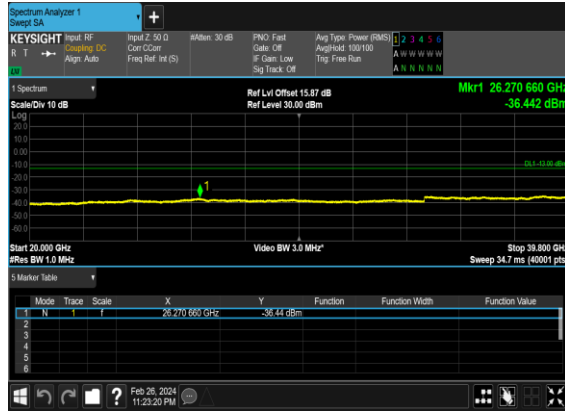 Spectrum Analyzer 1
Swept SA
+
KEYSIGHT Input: RF Input Z: 50 Ω #Atten: 30 dB PNO: Fast Avg Type: Power (RMS) 1 2 3 4 5 6
R T Coupling: DC Corr CCorr Gate: Off Avg|Hold: 100/100 A W W W W W
Align: Auto Freq Ref: Int (S) IF Gain: Low Trig: Free Run
LXI Sig Track: Off A N N N N N
1 Spectrum Ref Lvl Offset 15.87 dB Mkr1 26.270 660 GHz
Scale/Div 10 dB Ref Level 30.00 dBm -36.442 dBm
Log
20.0
10.0
0.00
-10.0 DL1 -13.00 dBm
-20.0
-30.0 1
-40.0
-50.0
-60.0
Start 20.000 GHz Video BW 3.0 MHz* Stop 39.800 GHz
#Res BW 1.0 MHz Sweep 34.7 ms (40001 pts)
5 Marker Table
Mode Trace Scale X Y Function Function Width Function Value
1 N 1 f 26.270 660 GHz -36.44 dBm
2
3
4
5
6
? Feb 26, 2024
11:23:20 PM